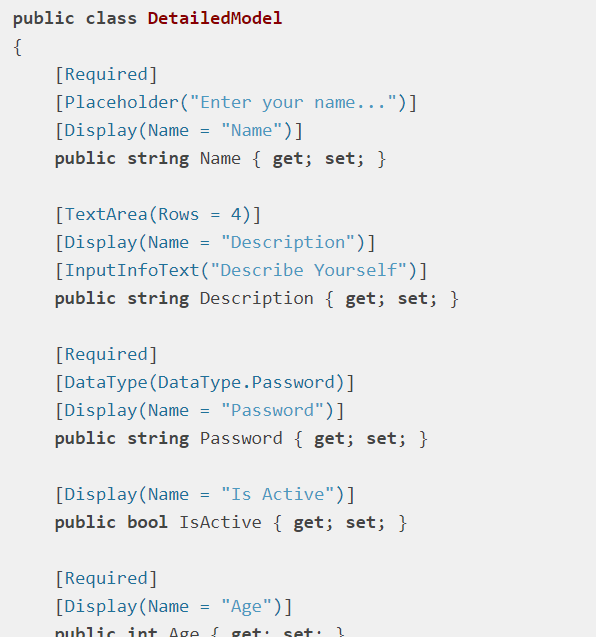 public class DetailedModel
{
    [Required]
    [Placeholder("Enter your name...")]
    [Display(Name = "Name")]
    public string Name { get; set; }

    [TextArea(Rows = 4)]
    [Display(Name = "Description")]
    [InputInfoText("Describe Yourself")]
    public string Description { get; set; }

    [Required]
    [DataType(DataType.Password)]
    [Display(Name = "Password")]
    public string Password { get; set; }

    [Display(Name = "Is Active")]
    public bool IsActive { get; set; }

    [Required]
    [Display(Name = "Age")]
    public int Age { get; set; }